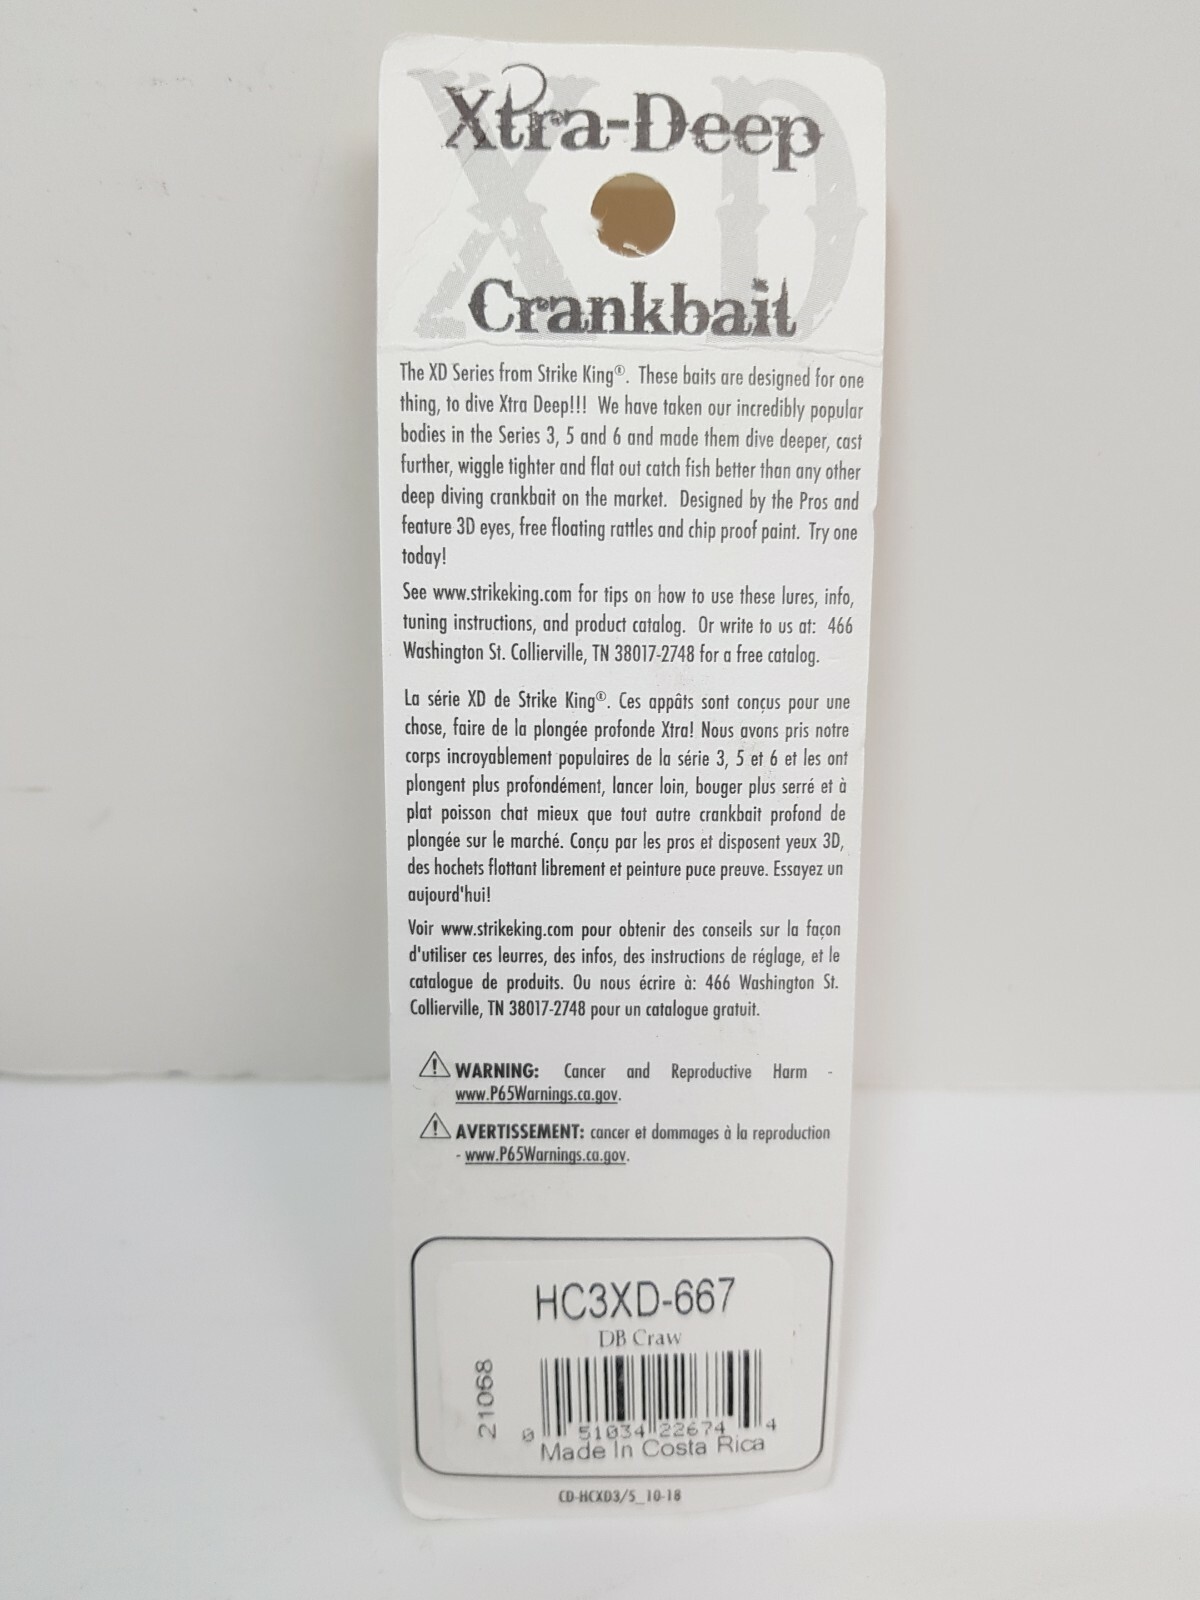 Xtra-Deep
XD
Crankbait
The XD Series from Strike King®. These baits are designed for one
thing, to dive Xtra Deep!!! We have taken our incredibly popular
bodies in the Series 3, 5 and 6 and made them dive deeper, cast
further, wiggle tighter and flat out catch fish better than any other
deep diving crankbait on the market. Designed by the Pros and
feature 3D eyes, free floating rattles and chip proof paint. Try one
today!
See www.strikeking.com for tips on how to use these lures, info,
tuning instructions, and product catalog. Or write to us at: 466
Washington St. Collierville, TN 38017-2748 for a free catalog.
La série XD de Strike King®. Ces appâts sont conçus pour une
chose, faire de la plongée profonde Xtra! Nous avons pris notre
corps incroyablement populaires de la série 3, 5 et 6 et les ont
plongent plus profondément, lancer loin, bouger plus serré et à
plat poisson chat mieux que tout autre crankbait profond de
plongée sur le marché. Conçu par les pros et disposent yeux 3D,
des hochets flottant librement et peinture puce preuve. Essayez un
aujourd'hui!
Voir www.strikeking.com pour obtenir des conseils sur la façon
d'utiliser ces leurres, des infos, des instructions de réglage, et le
catalogue de produits. Ou nous écrire à: 466 Washington St.
Collierville, TN 38017-2748 pour un catalogue gratuit.
WARNING: Cancer and Reproductive Harm -
www.P65Warnings.ca.gov.
AVERTISSEMENT: cancer et dommages à la reproduction
- www.P65Warnings.ca.gov.
HC3XD-667
DB Craw
21068
0 51034 22674 4
Made In Costa Rica
CD-HCXD3/5_10-18